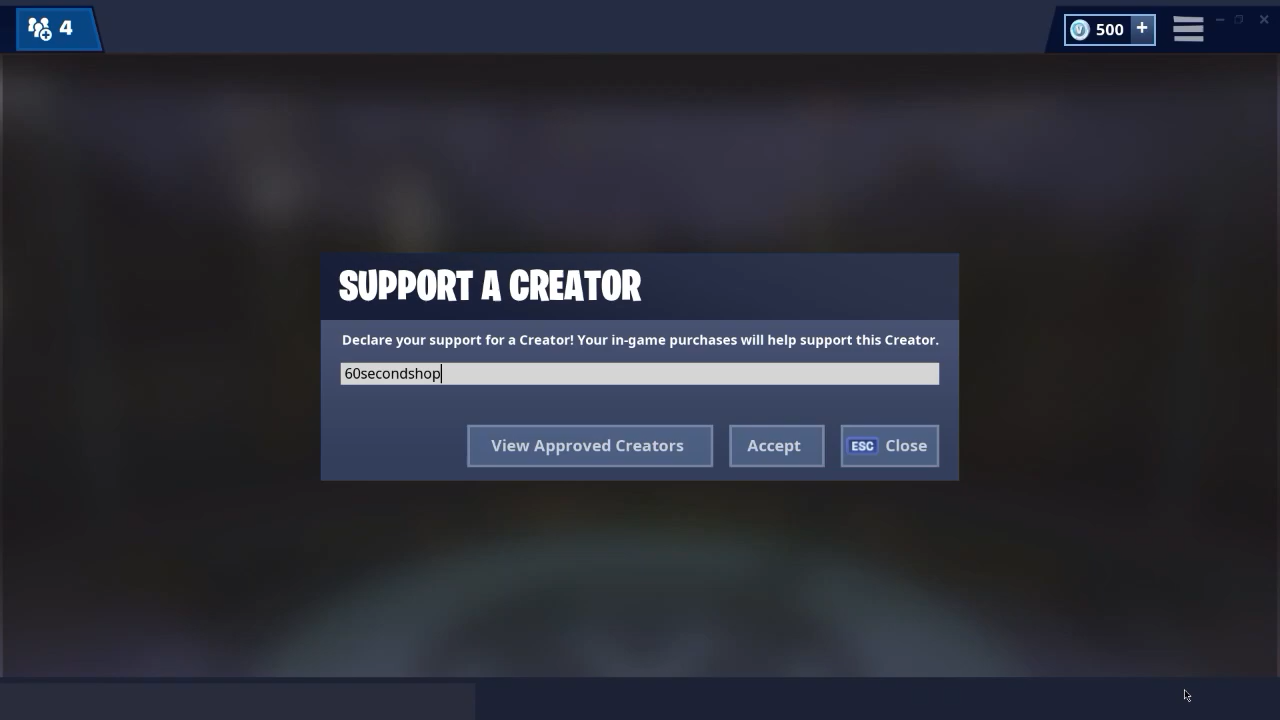 4
500 +
SUPPORT A CREATOR
Declare your support for a Creator! Your in-game purchases will help support this Creator.
60secondshop
View Approved Creators
Accept
ESC Close